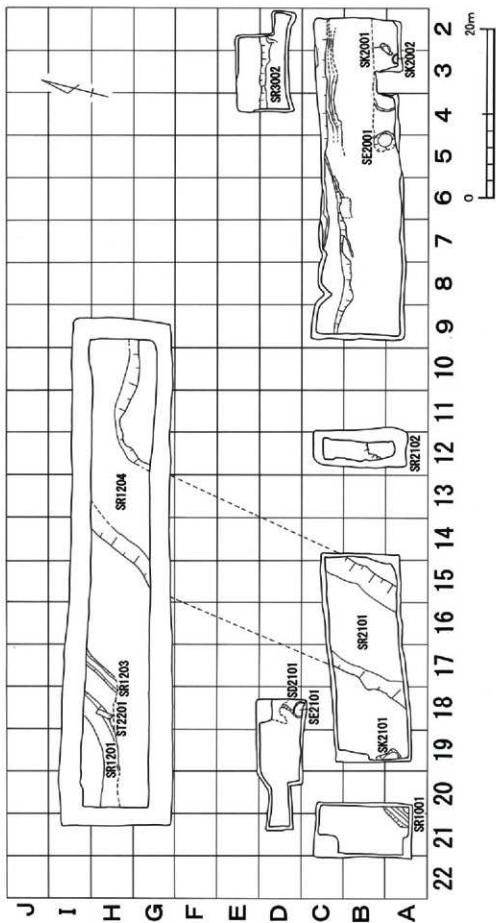 J
I
H
G
F
E
D
C
B
A
22
21
20
19
18
17
16
15
14
13
12
11
10
9
8
7
6
5
4
3
2
SR1201
ST2201
SR1203
SR1204
SR3002
SD2101
SE2101
SR1001
SK2101
SR2101
SR2102
SE2001
SK2001
SK2002
0
20m